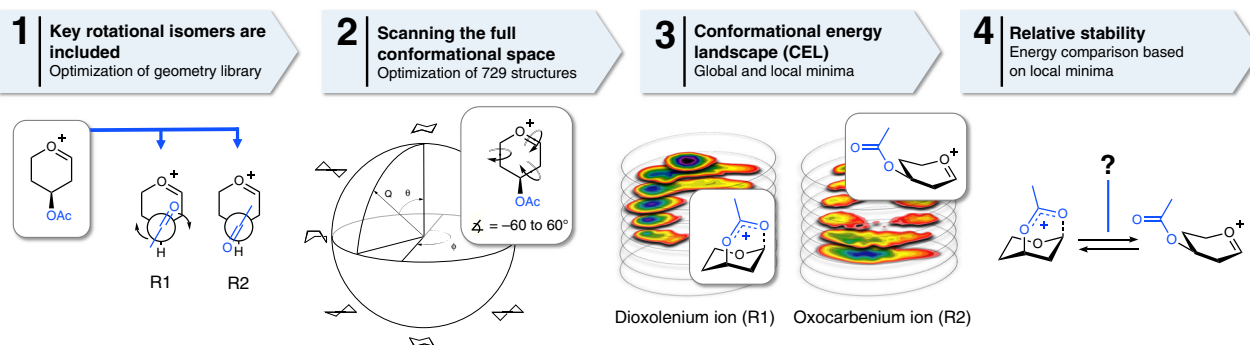 1
Key rotational isomers are
included
Optimization of geometry library
2
Scanning the full
conformational space
Optimization of 729 structures
3
Conformational energy
landscape (CEL)
Global and local minima
4
Relative stability
Energy comparison based
on local minima
O+
OAc
O+
O
H
R1
O+
O
H
R2
Q
θ
ϕ
O+
OAc
∡ = –60 to 60°
O
O
+
O
Dioxolenium ion (R1)
O
O
O+
Oxocarbenium ion (R2)
O
O
+
O
?
O
O
O+